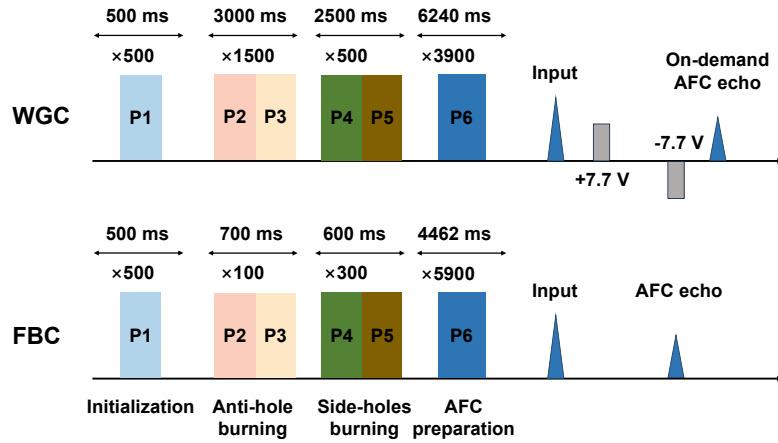 500 ms 3000 ms 2500 ms 6240 ms
×500 ×1500 ×500 ×3900
Input
On-demand
AFC echo
WGC
P1 P2 P3 P4 P5 P6
-7.7 V
+7.7 V
500 ms 700 ms 600 ms 4462 ms
×500 ×100 ×300 ×5900
Input AFC echo
FBC
P1 P2 P3 P4 P5 P6
Initialization Anti-hole Side-holes AFC
burning burning preparation